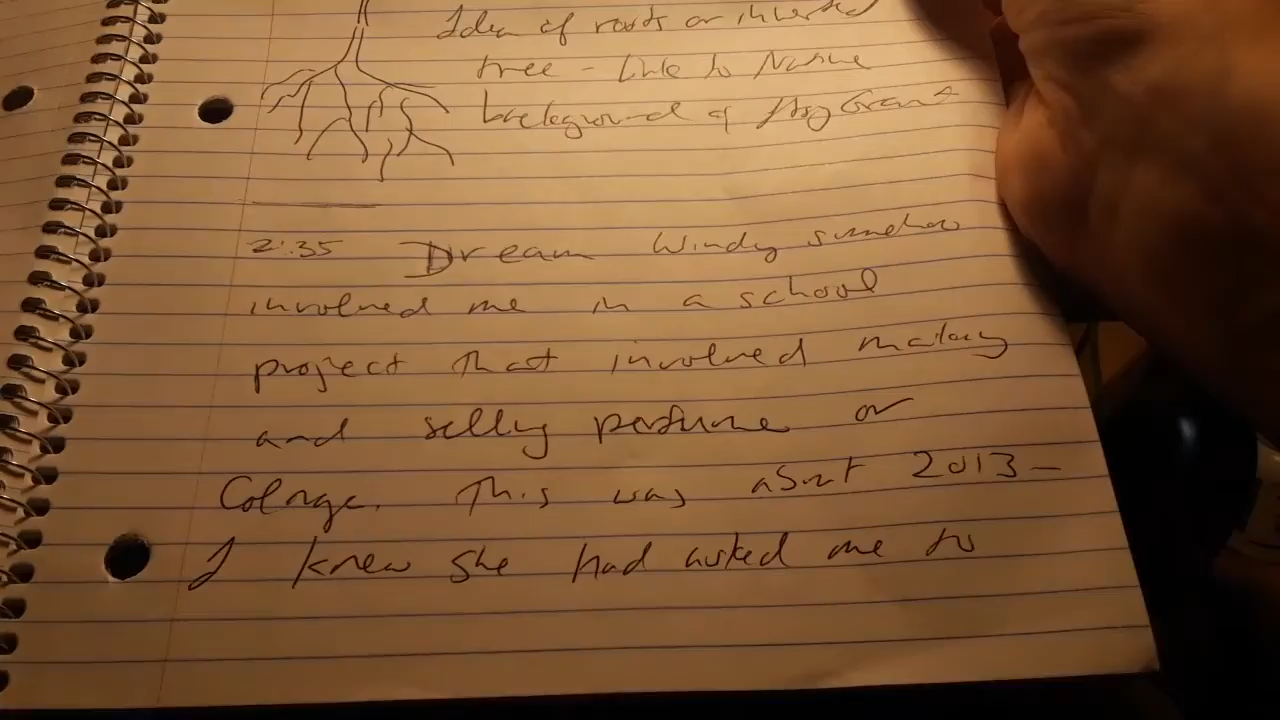 Idea of roots or inverted
tree - link to Native
background of Grant
2:35 Dream Windy somehow
involved me in a school
project that involved making
and selling perfume or
Cologne. This was about 2013-
I knew she had asked me to